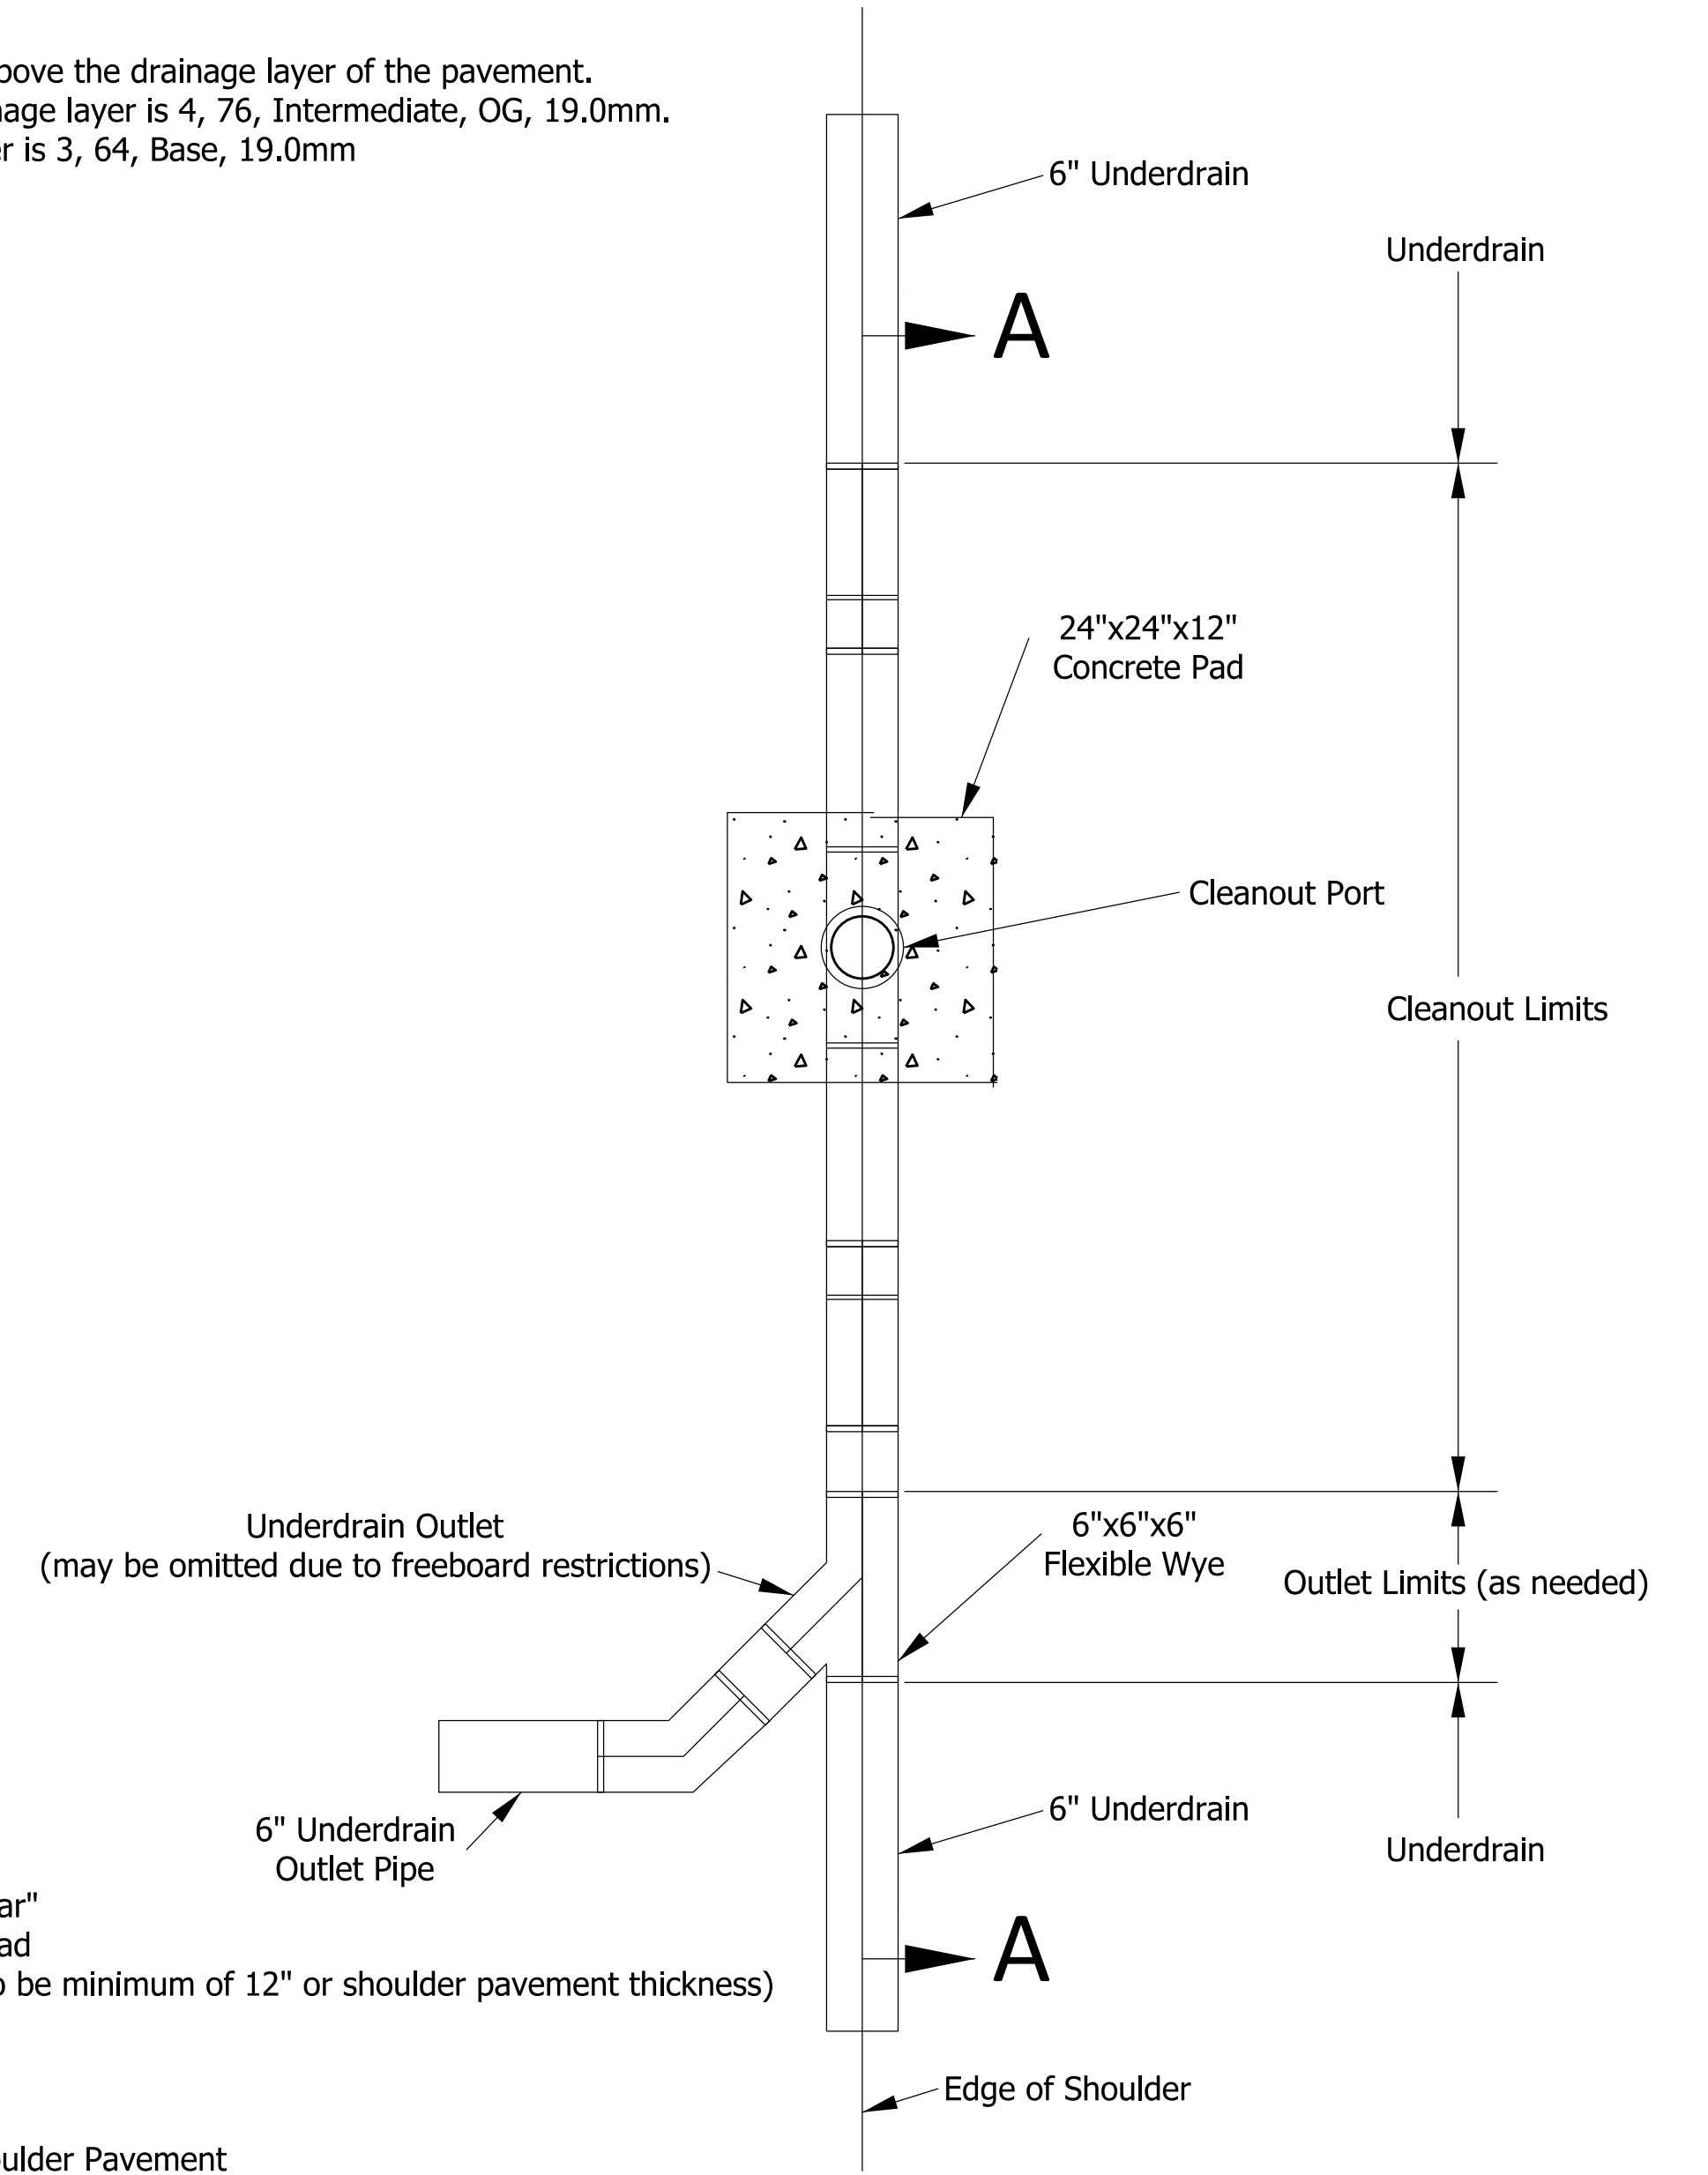 bove the drainage layer of the pavement.
nage layer is 4, 76, Intermediate, OG, 19.0mm.
er is 3, 64, Base, 19.0mm
6" Underdrain
Underdrain
A
24"x24"x12"
Concrete Pad
Cleanout Port
Cleanout Limits
Underdrain Outlet
(may be omitted due to freeboard restrictions)
6"x6"x6"
Flexible Wye
Outlet Limits (as needed)
6" Underdrain
Outlet Pipe
6" Underdrain
Underdrain
ar"
ad
o be minimum of 12" or shoulder pavement thickness)
A
Edge of Shoulder
oulder Pavement